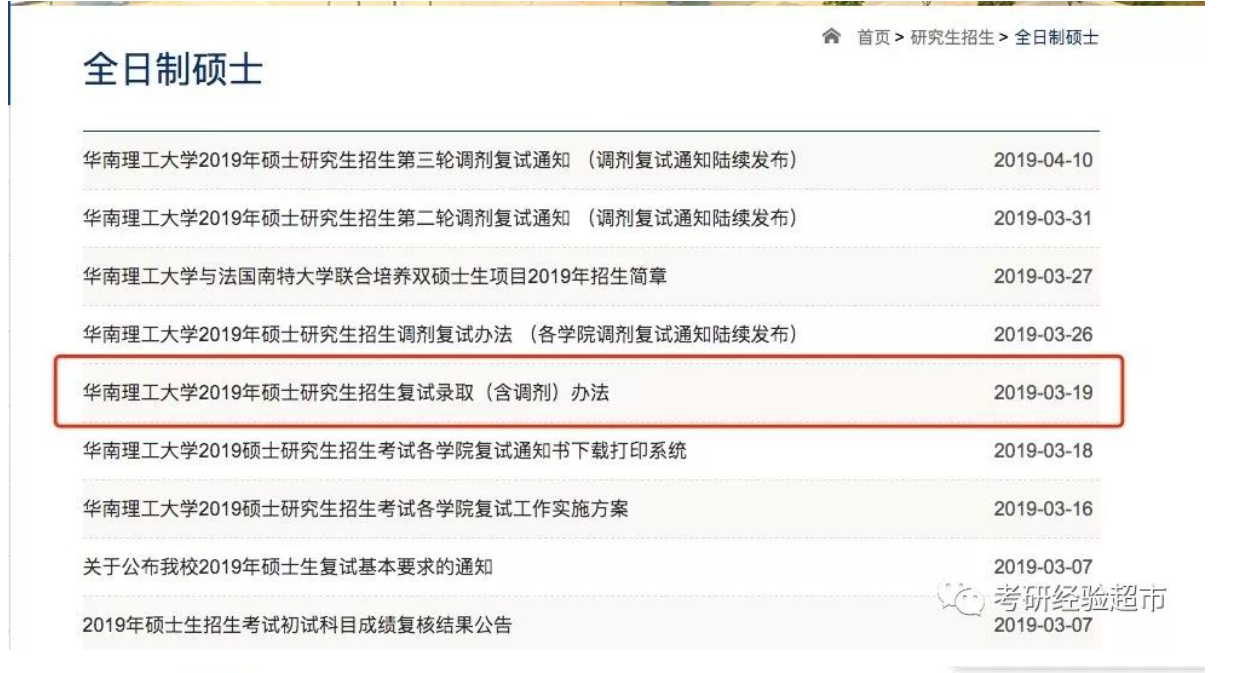 首页 > 研究生招生 > 全日制硕士
全日制硕士
华南理工大学2019年硕士研究生招生第三轮调剂复试通知 （调剂复试通知陆续发布） 2019-04-10
华南理工大学2019年硕士研究生招生第二轮调剂复试通知 （调剂复试通知陆续发布） 2019-03-31
华南理工大学与法国南特大学联合培养双硕士生项目2019年招生简章 2019-03-27
华南理工大学2019年硕士研究生招生调剂复试办法 （各学院调剂复试通知陆续发布） 2019-03-26
华南理工大学2019年硕士研究生招生复试录取（含调剂）办法 2019-03-19
华南理工大学2019硕士研究生招生考试各学院复试通知书下载打印系统 2019-03-18
华南理工大学2019硕士研究生招生考试各学院复试工作实施方案 2019-03-16
关于公布我校2019年硕士生复试基本要求的通知 2019-03-07
考研经验超市
2019年硕士生招生考试初试科目成绩复核结果公告 2019-03-07